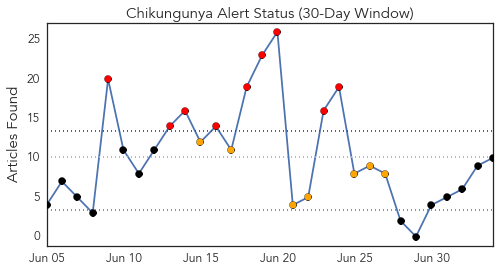 Chikungunya Alert Status (30-Day Window)
Articles Found
25
20
15
10
5
0
Jun 05
Jun 10
Jun 15
Jun 20
Jun 25
Jun 30